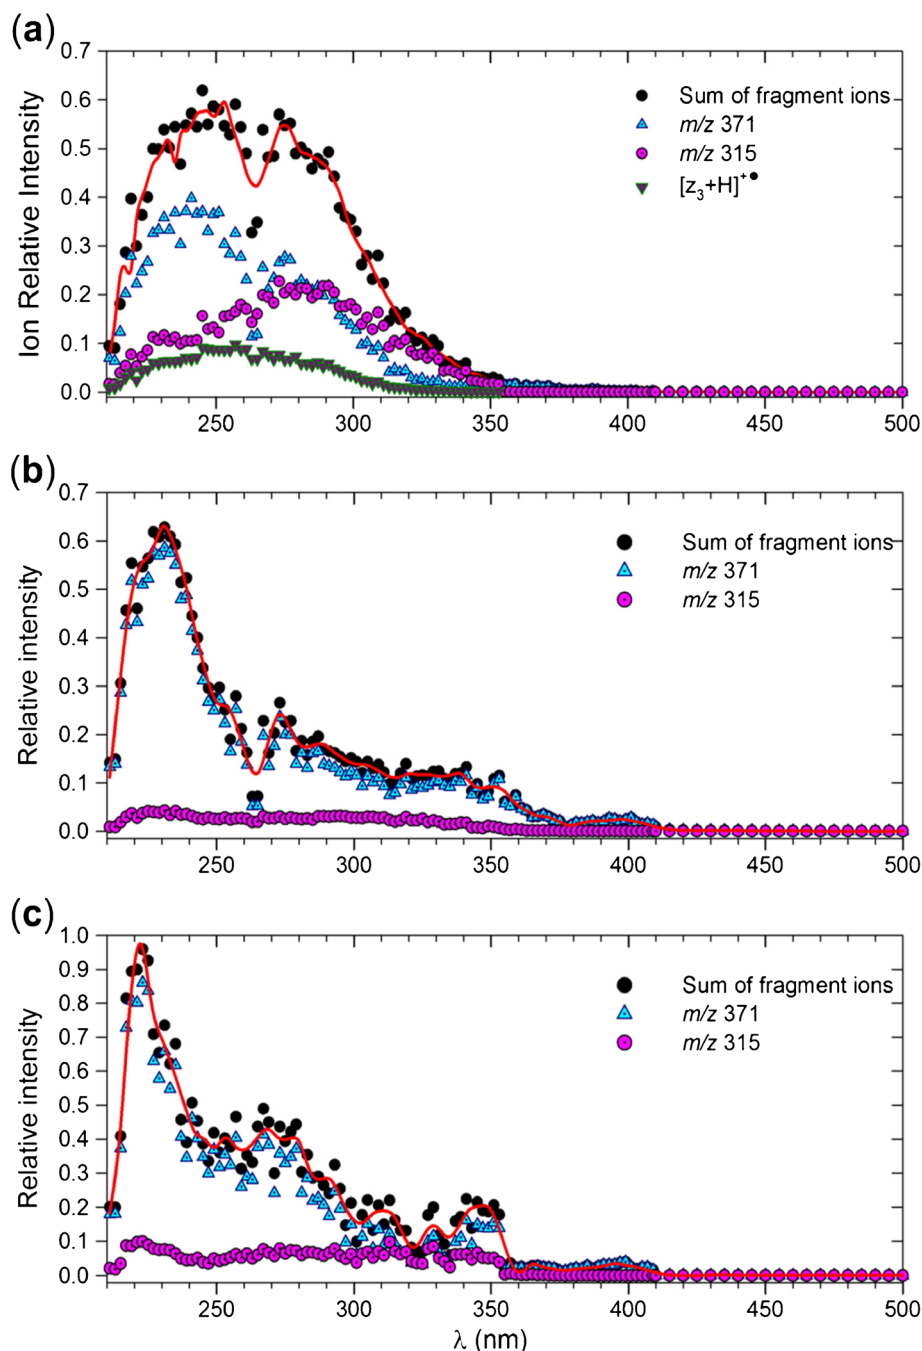 (a)
0.7
0.6
0.5
0.4
0.3
0.2
0.1
0.0
Ion Relative Intensity
Sum of fragment ions
m/z 371
m/z 315
[z₃+H]⁺●
250 300 350 400 450 500
(b)
0.7
0.6
0.5
0.4
0.3
0.2
0.1
0.0
Relative intensity
Sum of fragment ions
m/z 371
m/z 315
250 300 350 400 450 500
(c)
1.0
0.9
0.8
0.7
0.6
0.5
0.4
0.3
0.2
0.1
0.0
Relative intensity
Sum of fragment ions
m/z 371
m/z 315
250 300 350 400 450 500
λ (nm)